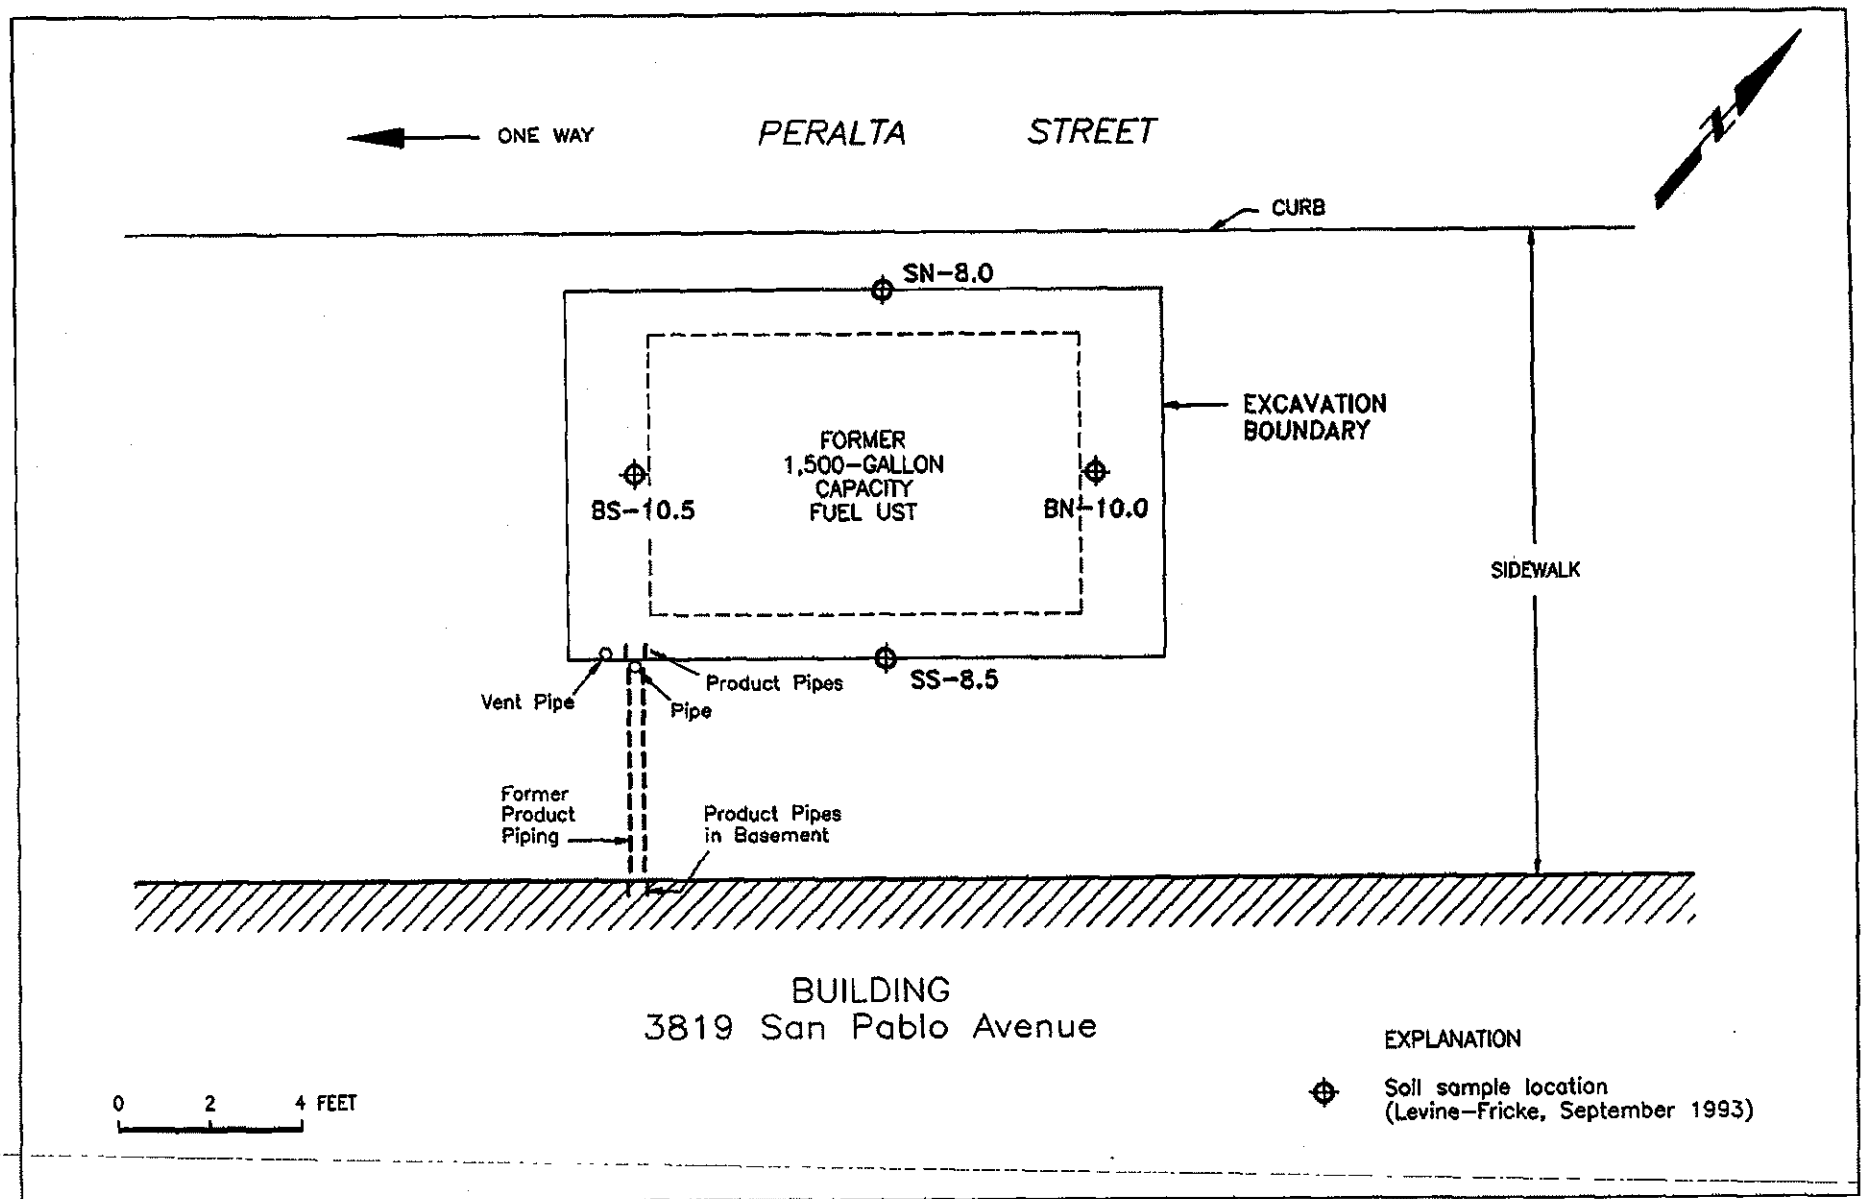 ONE WAY
PERALTA STREET
N
CURB
SN-8.0
EXCAVATION
BOUNDARY
FORMER
1,500-GALLON
CAPACITY
FUEL UST
BS-10.5
BN-10.0
SIDEWALK
SS-8.5
Product Pipes
Vent Pipe
Pipe
Former
Product
Piping
Product Pipes
in Basement
BUILDING
3819 San Pablo Avenue
EXPLANATION
Soil sample location
(Levine-Fricke, September 1993)
0 2 4 FEET